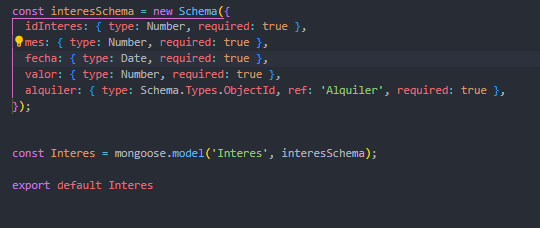 const interesSchema = new Schema({
idInteres: { type: Number, required: true },
mes: { type: Number, required: true },
fecha: { type: Date, required: true },
valor: { type: Number, required: true },
alquiler: { type: Schema.Types.ObjectId, ref: 'Alquiler', required: true },
});
const Interes = mongoose.model('Interes', interesSchema);
export default Interes